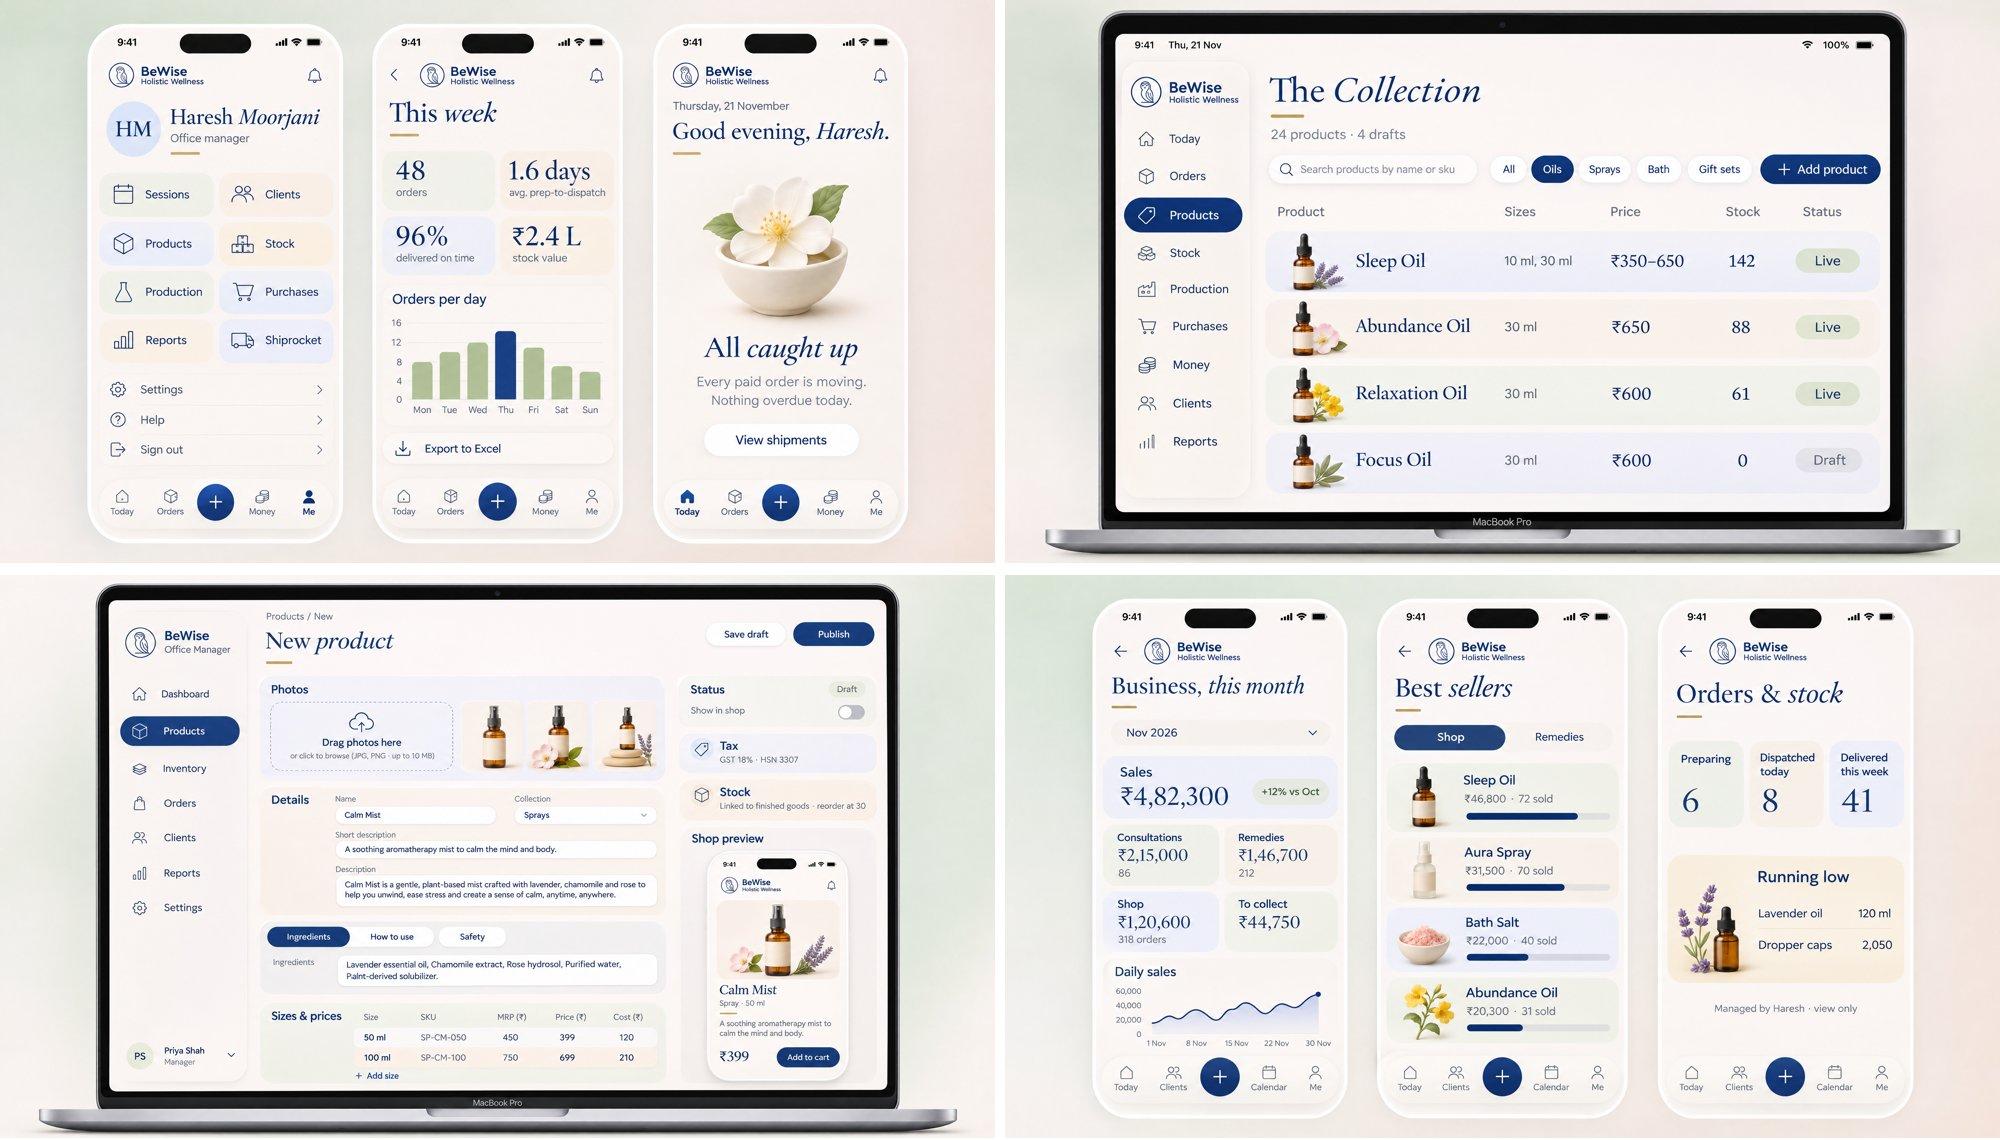 9:41
BeWise
Holistic Wellness
HM
Haresh Moorjani
Office manager
Sessions
Clients
Products
Stock
Production
Purchases
Reports
Shiprocket
Settings
Help
Sign out
Today
Orders
Money
Me
9:41
BeWise
Holistic Wellness
This week
48
orders
1.6 days
avg. prep-to-dispatch
96%
delivered on time
₹2.4 L
stock value
Orders per day
16
12
8
4
0
Mon Tue Wed Thu Fri Sat Sun
Export to Excel
Today
Orders
Money
Me
9:41
BeWise
Holistic Wellness
Thursday, 21 November
Good evening, Haresh.
All caught up
Every paid order is moving.
Nothing overdue today.
View shipments
Today
Orders
Money
Me
9:41 Thu, 21 Nov
100%
BeWise
Holistic Wellness
Today
Orders
Products
Stock
Production
Purchases
Money
Clients
Reports
The Collection
24 products · 4 drafts
Search products by name or sku
All
Oils
Sprays
Bath
Gift sets
+ Add product
Product Sizes Price Stock Status
Sleep Oil 10 ml, 30 ml ₹350–650 142 Live
Abundance Oil 30 ml ₹650 88 Live
Relaxation Oil 30 ml ₹600 61 Live
Focus Oil 30 ml ₹600 0 Draft
MacBook Pro
BeWise
Office Manager
Dashboard
Products
Inventory
Orders
Clients
Reports
Settings
PS
Priya Shah
Manager
Products / New
New product
Save draft
Publish
Photos
Drag photos here
or click to browse (JPG, PNG · up to 10 MB)
Details
Name
Calm Mist
Collection
Sprays
Short description
A soothing aromatherapy mist to calm the mind and body.
Description
Calm Mist is a gentle, plant-based mist crafted with lavender, chamomile and rose to
help you unwind, ease stress and create a sense of calm, anytime, anywhere.
Ingredients
How to use
Safety
Ingredients
Lavender essential oil, Chamomile extract, Rose hydrosol, Purified water,
Palnt-derived solubilizer.
Sizes & prices
Size SKU MRP (₹) Price (₹) Cost (₹)
50 ml SP-CM-050 450 399 120
100 ml SP-CM-100 750 699 210
+ Add size
Status
Draft
Show in shop
Tax
GST 18% · HSN 3307
Stock
Linked to finished goods · reorder at 30
Shop preview
9:41
BeWise
Holistic Wellness
Calm Mist
Spray · 50 ml
A soothing aromatherapy mist to
calm the mind and body.
₹399
Add to cart
MacBook Pro
9:41
BeWise
Holistic Wellness
Business, this month
Nov 2026
Sales
₹4,82,300
+12% vs Oct
Consultations
₹2,15,000
86
Remedies
₹1,46,700
212
Shop
₹1,20,600
318 orders
To collect
₹44,750
Daily sales
60,000
40,000
20,000
0
1 Nov 8 Nov 15 Nov 22 Nov 30 Nov
Today
Clients
Calendar
Me
9:41
BeWise
Holistic Wellness
Best sellers
Shop
Remedies
Sleep Oil
₹46,800 · 72 sold
Aura Spray
₹31,500 · 70 sold
Bath Salt
₹22,000 · 40 sold
Abundance Oil
₹20,300 · 31 sold
Today
Clients
Calendar
Me
9:41
BeWise
Holistic Wellness
Orders & stock
Preparing
6
Dispatched
today
8
Delivered
this week
41
Running low
Lavender oil 120 ml
Dropper caps 2,050
Managed by Haresh · view only
Today
Clients
Calendar
Me